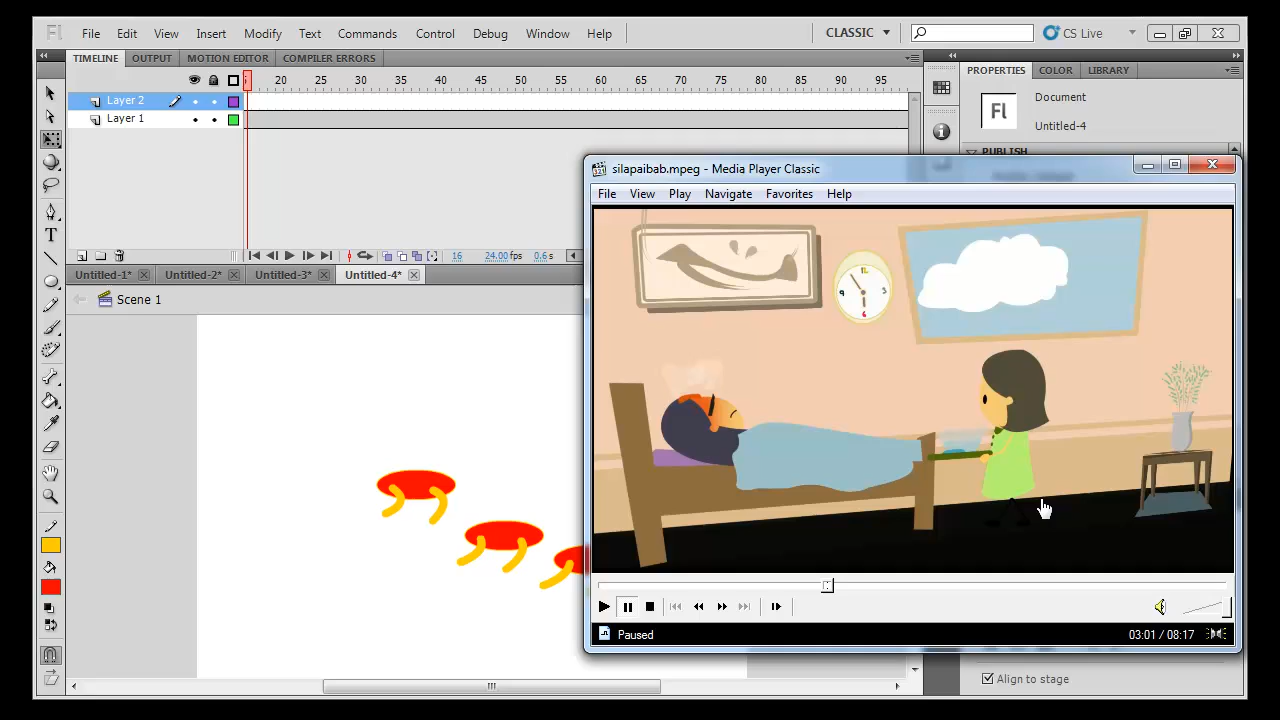 Fl File Edit View Insert Modify Text Commands Control Debug Window Help CLASSIC CS Live
TIMELINE OUTPUT MOTION EDITOR COMPILER ERRORS
PROPERTIES COLOR LIBRARY
20 25 30 35 40 45 50 55 60 65 70 75 80 85 90 95
Layer 2
Layer 1
Fl
Document
Untitled-4
PUBLISH
silapaibab.mpeg - Media Player Classic
File View Play Navigate Favorites Help
16 24.00fps 0.6s
Untitled-1* Untitled-2* Untitled-3* Untitled-4*
Scene 1
T
3
9
6
Paused
03:01 / 08:17
Align to stage